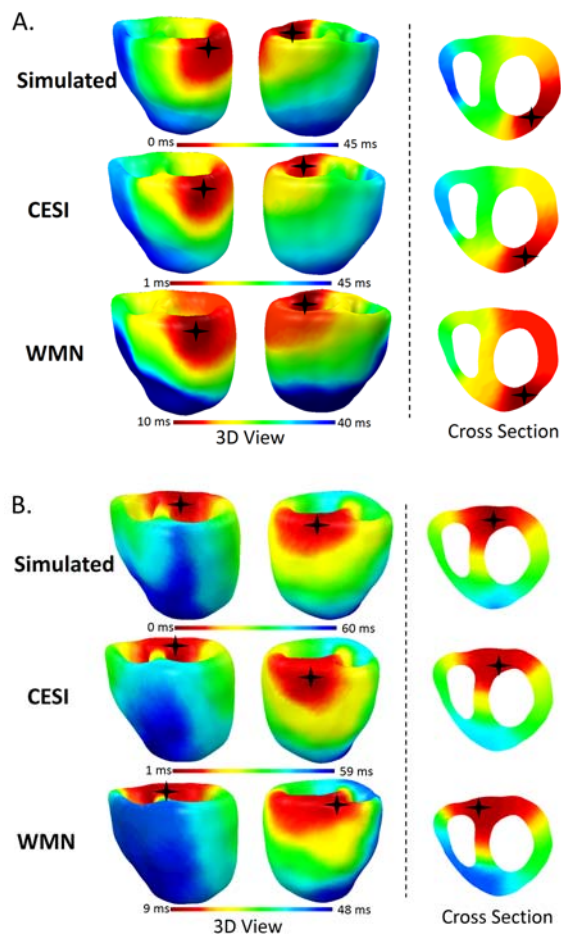 A.
Simulated
0 ms 45 ms
CESI
1 ms 45 ms
WMN
10 ms 40 ms
3D View
Cross Section
B.
Simulated
0 ms 60 ms
CESI
1 ms 59 ms
WMN
9 ms 48 ms
3D View
Cross Section